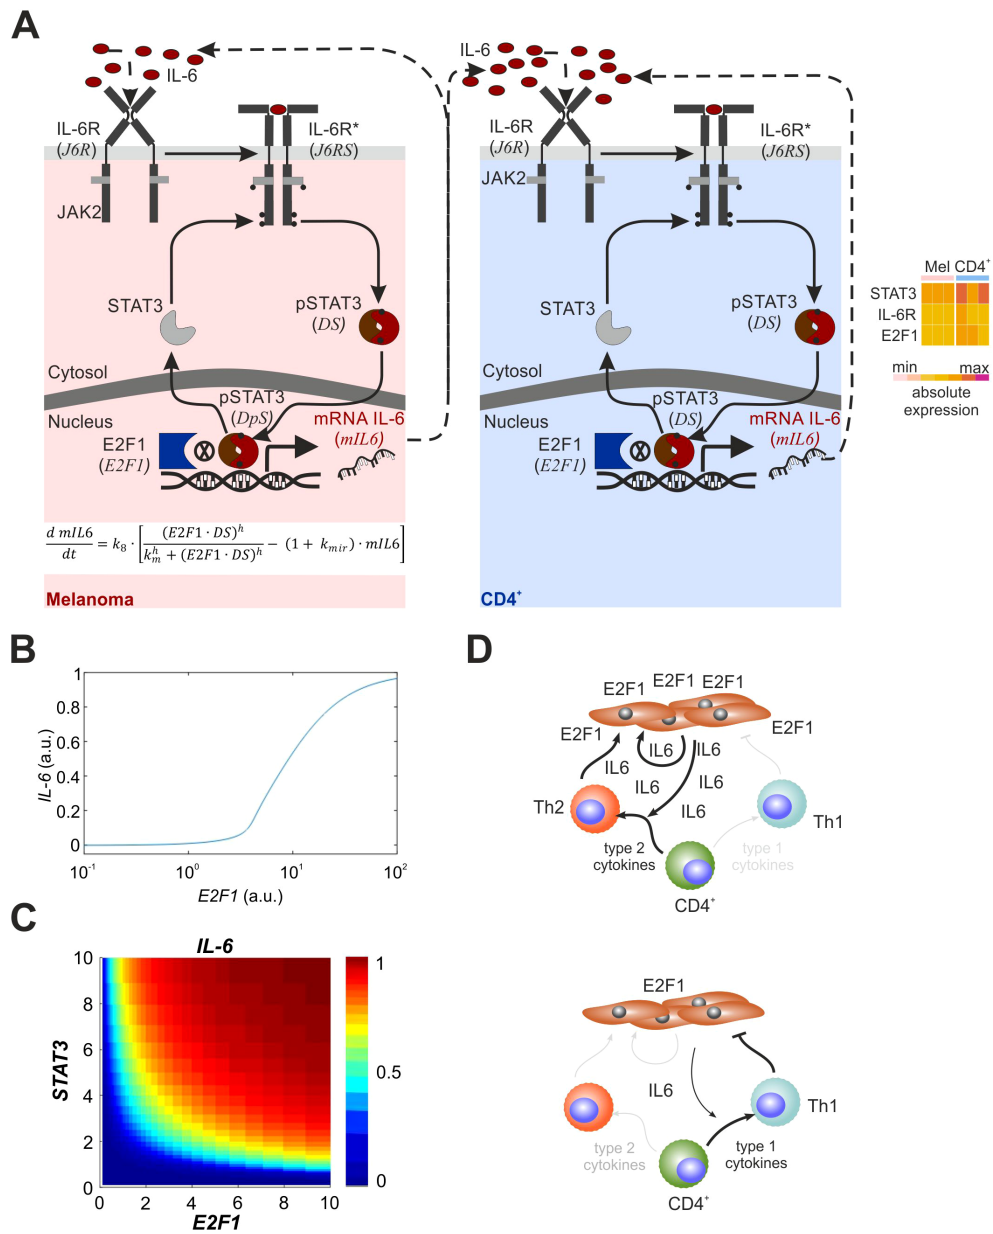 A
IL-6
IL-6R
(J6R)
IL-6R*
(J6RS)
JAK2
STAT3
pSTAT3
(DS)
Cytosol
Nucleus
pSTAT3
(DpS)
mRNA IL-6
(mIL6)
E2F1
(E2F1)
X
d mIL6/dt = k8 · [(E2F1 · DS)^h / (k_m^h + (E2F1 · DS)^h) − (1 + k_mir) · mIL6]
Melanoma
IL-6
IL-6R
(J6R)
IL-6R*
(J6RS)
JAK2
STAT3
pSTAT3
(DS)
Cytosol
Nucleus
pSTAT3
(DS)
mRNA IL-6
(mIL6)
E2F1
(E2F1)
X
CD4+
Mel CD4+
STAT3
IL-6R
E2F1
min max
absolute
expression
B
1
0.8
0.6
0.4
0.2
0
IL-6 (a.u.)
10^-1 10^0 10^1 10^2
E2F1 (a.u.)
C
IL-6
10
8
6
4
2
0
STAT3
0 2 4 6 8 10
E2F1
1
0.5
0
D
E2F1
E2F1
E2F1
E2F1
E2F1
IL6
IL6
IL6
IL6
IL6
IL6
Th2
Th1
type 2
cytokines
type 1
cytokines
CD4+
E2F1
IL6
Th1
type 2
cytokines
type 1
cytokines
CD4+